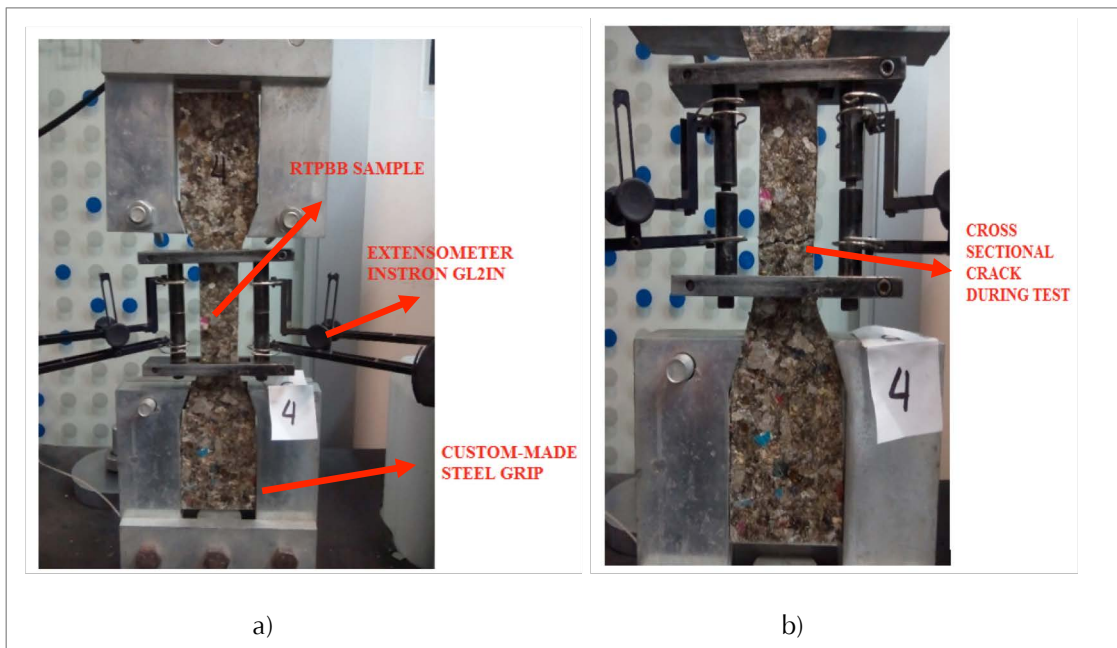 4
RTPBB SAMPLE
EXTENSOMETER
INSTRON GL2IN
4
CUSTOM-MADE
STEEL GRIP
a)
CROSS
SECTIONAL
CRACK
DURING TEST
4
b)